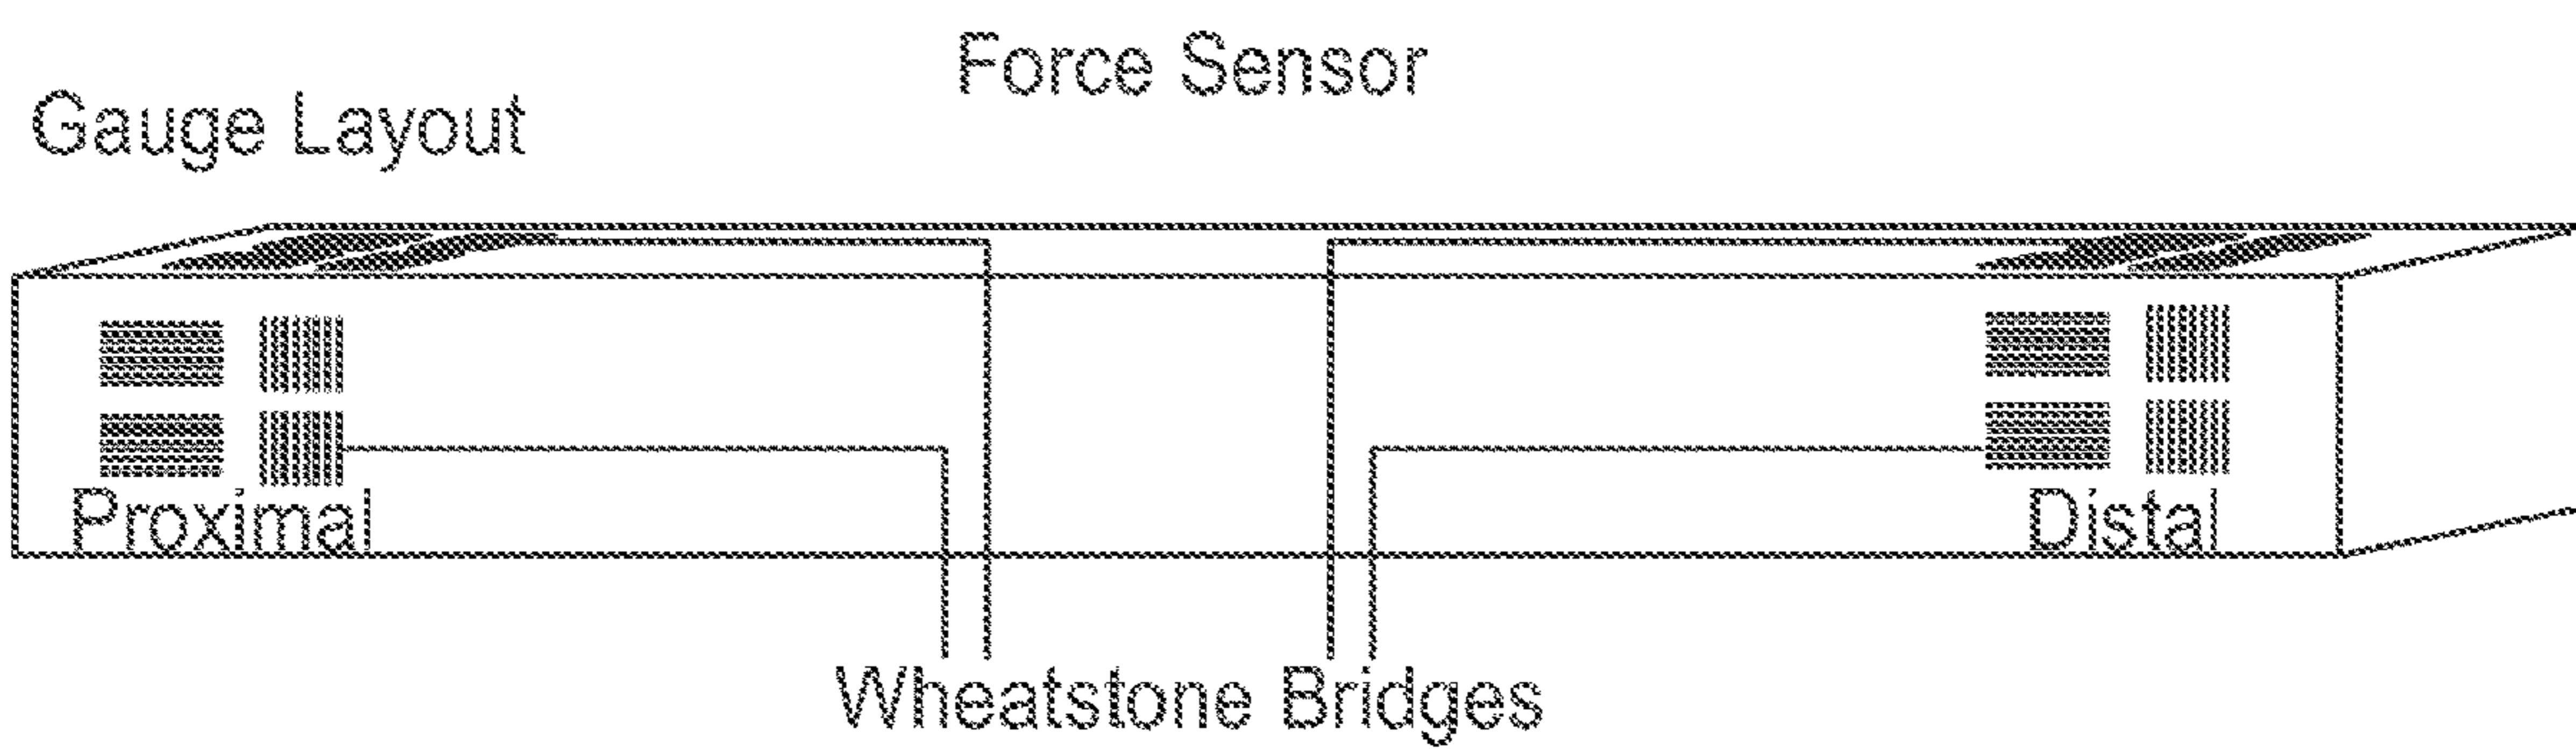 Force Sensor
Gauge Layout
Proximal
Distal
Wheatstone Bridges